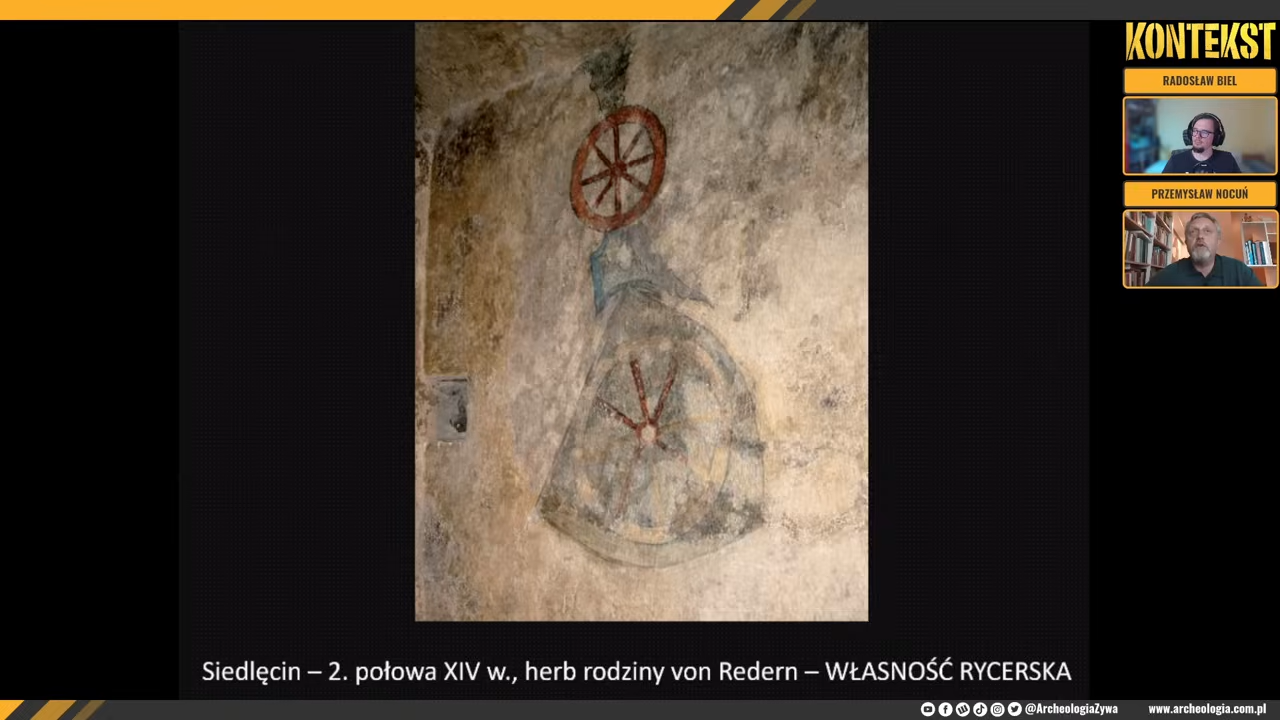 KONTEKST
RADOSŁAW BIEL
PRZEMYSŁAW NOCUŃ
Siedlęcin – 2. połowa XIV w., herb rodziny von Redern – WŁASNOŚĆ RYCERSKA
@ArcheologiaZywa www.archeologia.com.pl